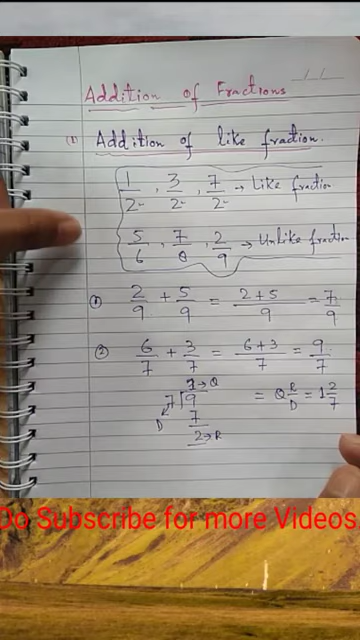 Addition of Fractions
(1) Addition of like fraction.
1/2, 3/2, 7/2 → Like fraction
5/6, 7/8, 2/9 → Unlike fraction
① 2/9 + 5/9 = 2+5/9 = 7/9
② 6/7 + 3/7 = 6+3/7 = 9/7
→ Q
7 9 = Q R/D = 1 2/7
D 7
2 → R
Do Subscribe for more Videos